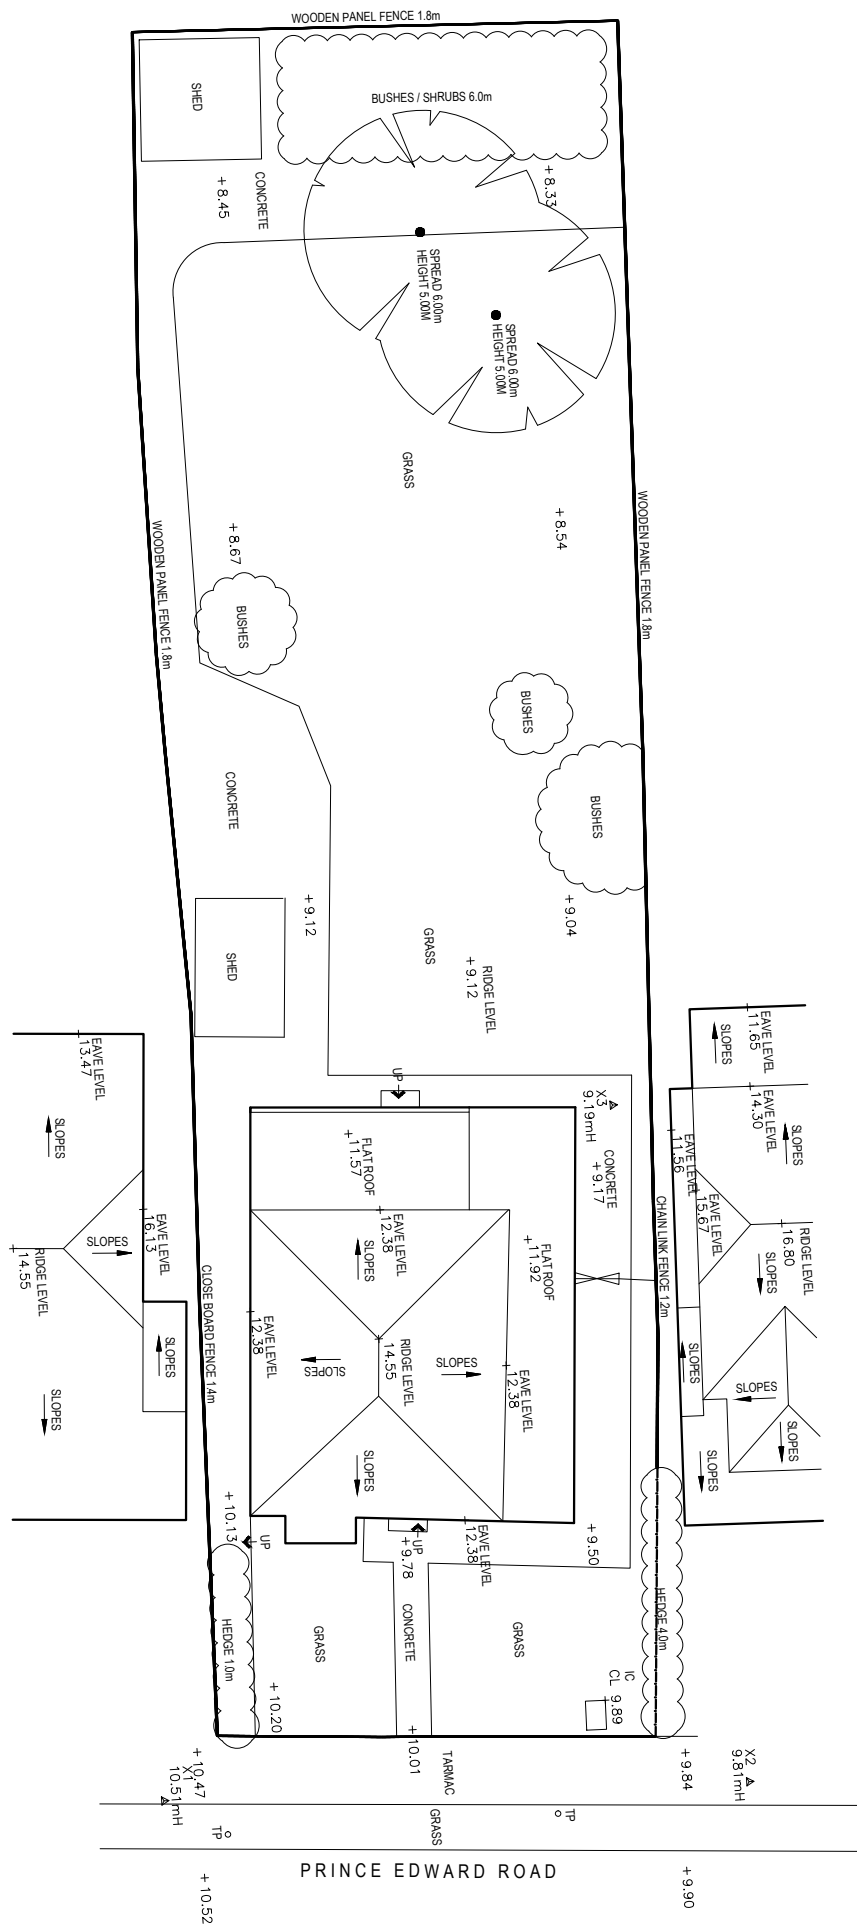 WOODEN PANEL FENCE 1.8m
SHED
BUSHES / SHRUBS 6.0m
CONCRETE
+8.45
+8.33
SPREAD 6.00m
HEIGHT 5.00M
SPREAD 6.00m
HEIGHT 5.00M
GRASS
WOODEN PANEL FENCE 1.8m
WOODEN PANEL FENCE 1.8m
+8.67
+8.54
BUSHES
BUSHES
BUSHES
CONCRETE
+9.12
+9.04
SHED
GRASS
RIDGE LEVEL
+9.12
EAVE LEVEL
13.47
SLOPES
EAVE LEVEL
16.13
SLOPES
RIDGE LEVEL
14.55
SLOPES
SLOPES
CLOSE BOARD FENCE 1.4m
UP
X3
9.19mH
CONCRETE
+9.17
FLAT ROOF
+11.57
EAVE LEVEL
12.38
SLOPES
FLAT ROOF
+11.92
EAVE LEVEL
12.38
RIDGE LEVEL
14.55
SLOPES
SLOPES
EAVE LEVEL
12.38
SLOPES
EAVE LEVEL
12.38
CHAIN LINK FENCE 1.2m
EAVE LEVEL
11.65
SLOPES
EAVE LEVEL
14.30
SLOPES
EAVE LEVEL
11.56
EAVE LEVEL
15.67
RIDGE LEVEL
16.80
SLOPES
SLOPES
SLOPES
SLOPES
SLOPES
+10.13
UP
UP
+9.78
+9.50
HEDGE 1.0m
GRASS
CONCRETE
GRASS
HEDGE 4.0m
IC
CL 9.89
+10.20
+10.01
TARMAC
+10.47
X1
10.51mH
+9.84
X2
9.81mH
TP
GRASS
TP
PRINCE EDWARD ROAD
+10.52
+9.90